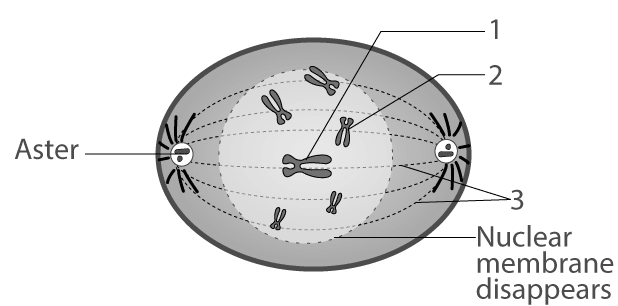 1
2
Aster
3
Nuclear
membrane
disappears